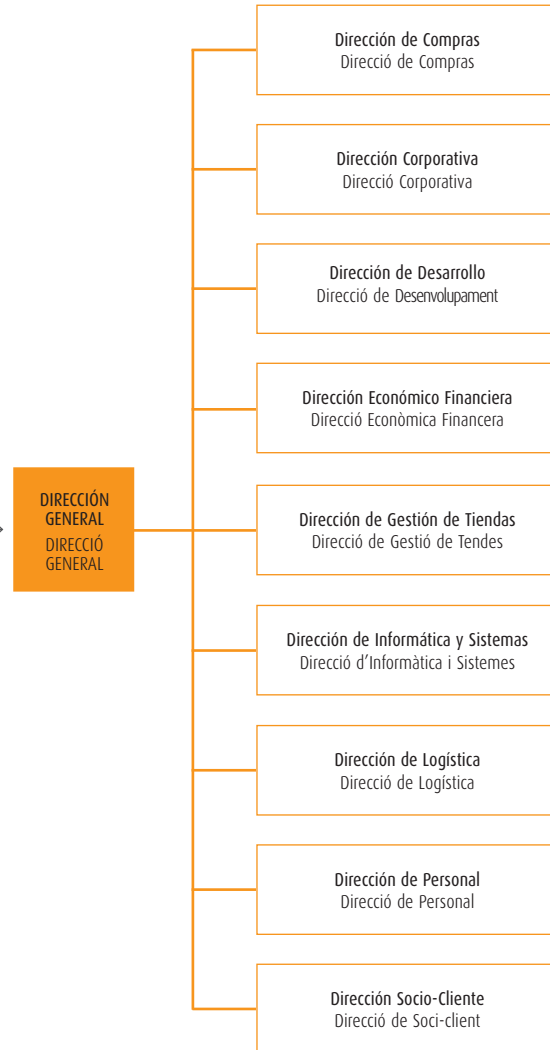 Dirección de Compras
Direcció de Compras
Dirección Corporativa
Direcció Corporativa
Dirección de Desarrollo
Direcció de Desenvolupament
Dirección Económico Financiera
Direcció Econòmica Financera
DIRECCIÓN
GENERAL
DIRECCIÓ
GENERAL
Dirección de Gestión de Tiendas
Direcció de Gestió de Tendes
Dirección de Informática y Sistemas
Direcció d’Informàtica i Sistemes
Dirección de Logística
Direcció de Logística
Dirección de Personal
Direcció de Personal
Dirección Socio-Cliente
Direcció de Soci-client